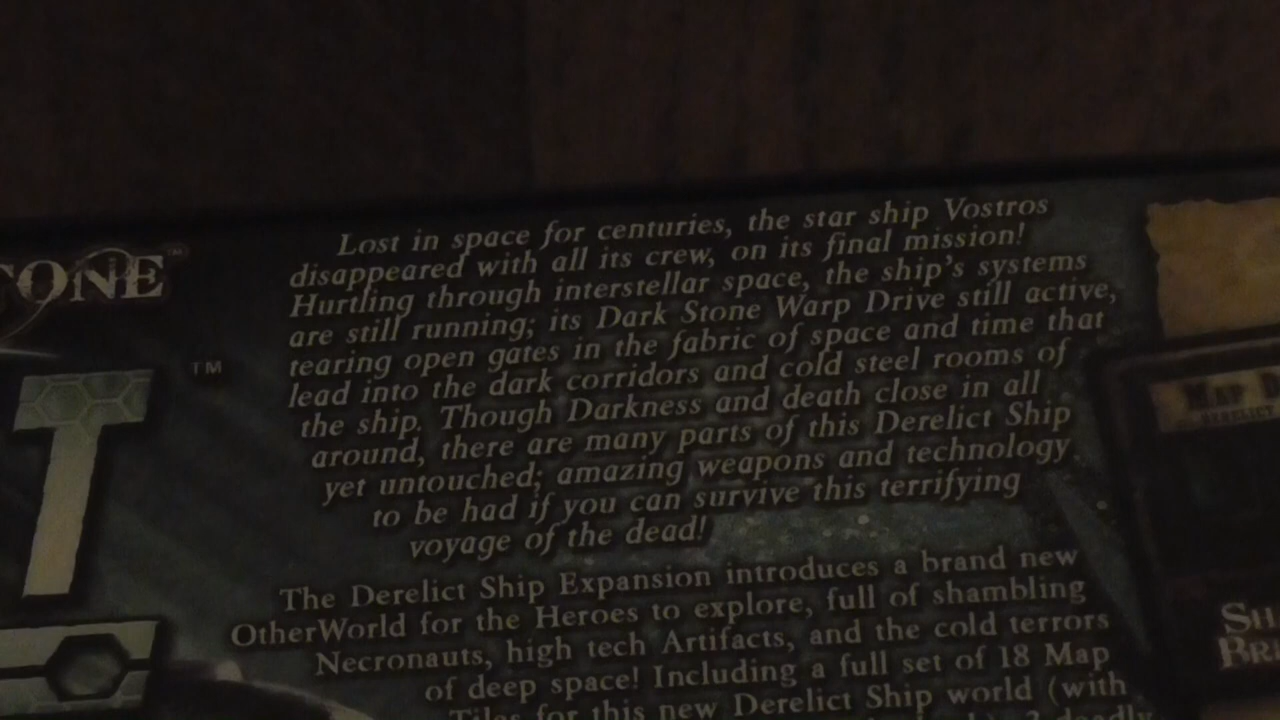 Lost in space for centuries, the star ship Vostros
disappeared with all its crew, on its final mission!
Hurtling through interstellar space, the ship's systems
are still running; its Dark Stone Warp Drive still active,
tearing open gates in the fabric of space and time that
lead into the dark corridors and cold steel rooms of
the ship. Though Darkness and death close in all
around, there are many parts of this Derelict Ship
yet untouched; amazing weapons and technology
to be had if you can survive this terrifying
voyage of the dead!
The Derelict Ship Expansion introduces a brand new
OtherWorld for the Heroes to explore, full of shambling
Necronauts, high tech Artifacts, and the cold terrors
of deep space! Including a full set of 18 Map
Tiles for this new Derelict Ship world (with
TONE
TM
T
Map
Derelict
Sh
Br